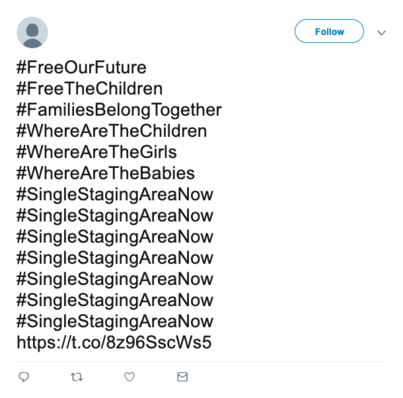 Follow
#FreeOurFuture
#FreeTheChildren
#FamiliesBelongTogether
#WhereAreTheChildren
#WhereAreTheGirls
#WhereAreTheBabies
#SingleStagingAreaNow
#SingleStagingAreaNow
#SingleStagingAreaNow
#SingleStagingAreaNow
#SingleStagingAreaNow
#SingleStagingAreaNow
#SingleStagingAreaNow
https://t.co/8z96SscWs5